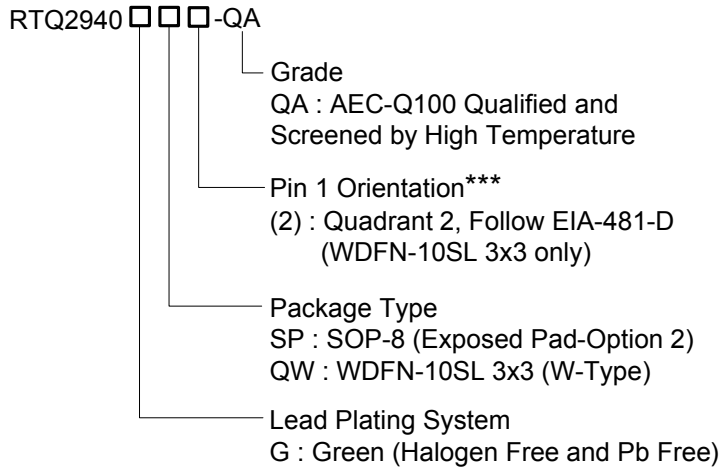 RTQ2940 □ □ □ -QA
Grade
QA : AEC-Q100 Qualified and
Screened by High Temperature
Pin 1 Orientation***
(2) : Quadrant 2, Follow EIA-481-D
(WDFN-10SL 3x3 only)
Package Type
SP : SOP-8 (Exposed Pad-Option 2)
QW : WDFN-10SL 3x3 (W-Type)
Lead Plating System
G : Green (Halogen Free and Pb Free)